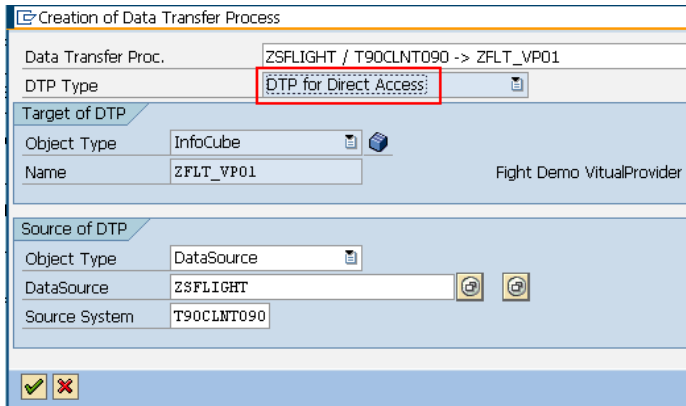 Creation of Data Transfer Process
Data Transfer Proc. ZSFLIGHT / T90CLNT090 -> ZFLT_VP01
DTP Type DTP for Direct Access
Target of DTP
Object Type InfoCube
Name ZFLT_VP01 Fight Demo VitualProvider
Source of DTP
Object Type DataSource
DataSource ZSFLIGHT
Source System T90CLNT090